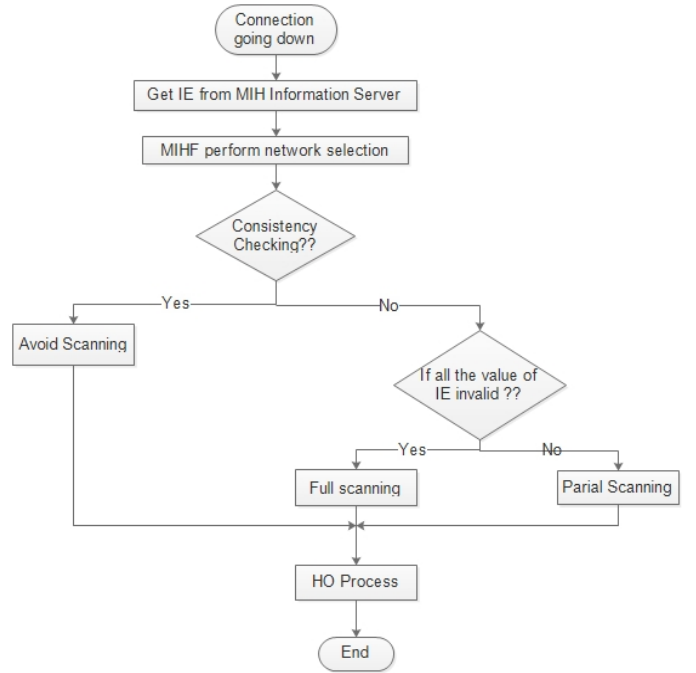 Connection
going down
Get IE from MIH Information Server
MIHF perform network selection
Consistency
Checking??
Yes
No
Avoid Scanning
If all the value of
IE invalid ??
Yes
No
Full scanning
Parial Scanning
HO Process
End